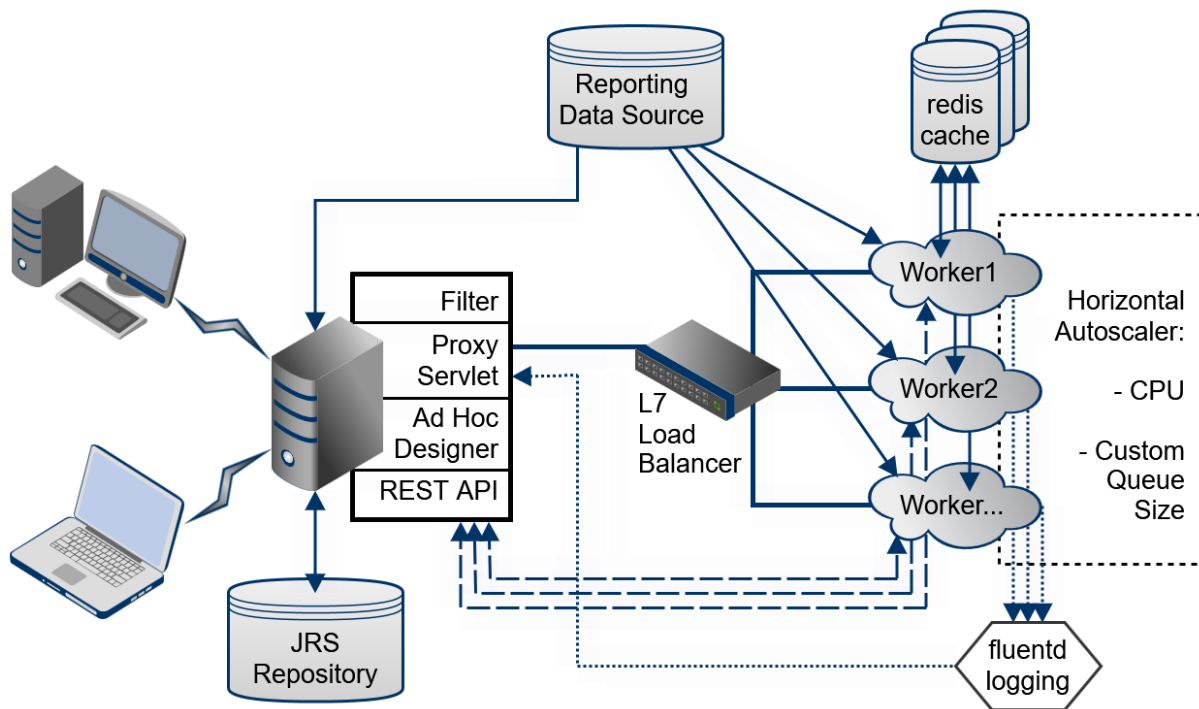 Reporting
Data Source
redis
cache
Filter
Proxy
Servlet
Ad Hoc
Designer
REST API
L7
Load
Balancer
Worker1
Worker2
Worker...
Horizontal
Autoscaler:
- CPU
- Custom
Queue
Size
JRS
Repository
fluentd
logging